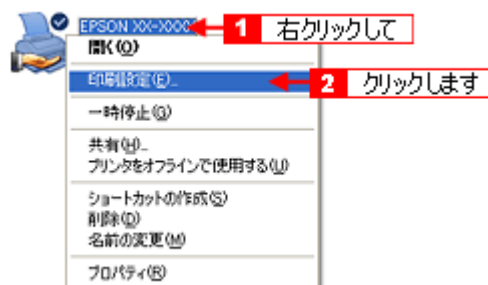 EPSON XX-XXXX
1 右クリックして
開く(O)
印刷設定(E)...
2 クリックします
一時停止(G)
共有(H)...
プリンタをオフラインで使用する(U)
ショートカットの作成(S)
削除(D)
名前の変更(M)
プロパティ(R)